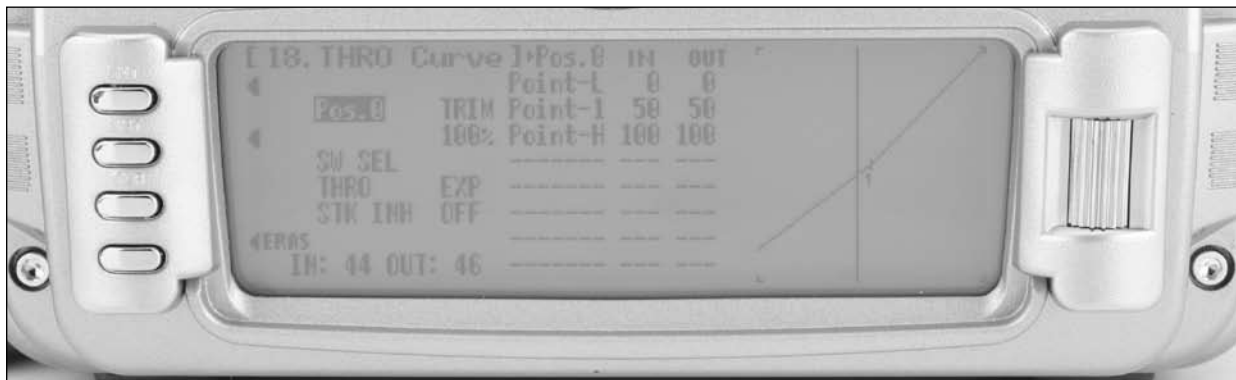 [18.THRO Curve]▸Pos.0 IN OUT
Point-L 0 0
Pos.0 TRIM Point-1 50 50
100% Point-H 100 100
SW SEL ------- --- ---
THRO EXP ------- --- ---
STK INH OFF ------- --- ---
◂ERAS ------- --- ---
IN: 44 OUT: 46 ------- --- ---
1